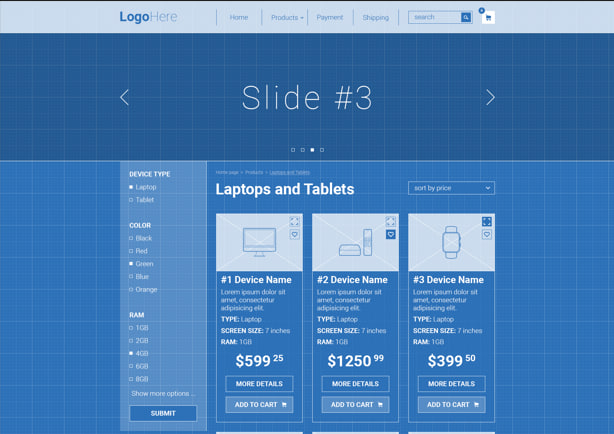 LogoHere
Home
Products
Payment
Shipping
search
Slide #3
DEVICE TYPE
Laptop
Tablet
COLOR
Black
Red
Green
Blue
Orange
RAM
1GB
2GB
4GB
6GB
8GB
Show more options ...
SUBMIT
Home page » Products » Laptops and Tablets
Laptops and Tablets
sort by price
#1 Device Name
Lorem ipsum dolor sit
amet, consectetur
adipisicing elit.
TYPE: Laptop
SCREEN SIZE: 7 inches
RAM: 1GB
$599 25
MORE DETAILS
ADD TO CART
#2 Device Name
Lorem ipsum dolor sit
amet, consectetur
adipisicing elit.
TYPE: Laptop
SCREEN SIZE: 7 inches
RAM: 1GB
$1250 99
MORE DETAILS
ADD TO CART
#3 Device Name
Lorem ipsum dolor sit
amet, consectetur
adipisicing elit.
TYPE: Laptop
SCREEN SIZE: 7 inches
RAM: 1GB
$399 50
MORE DETAILS
ADD TO CART